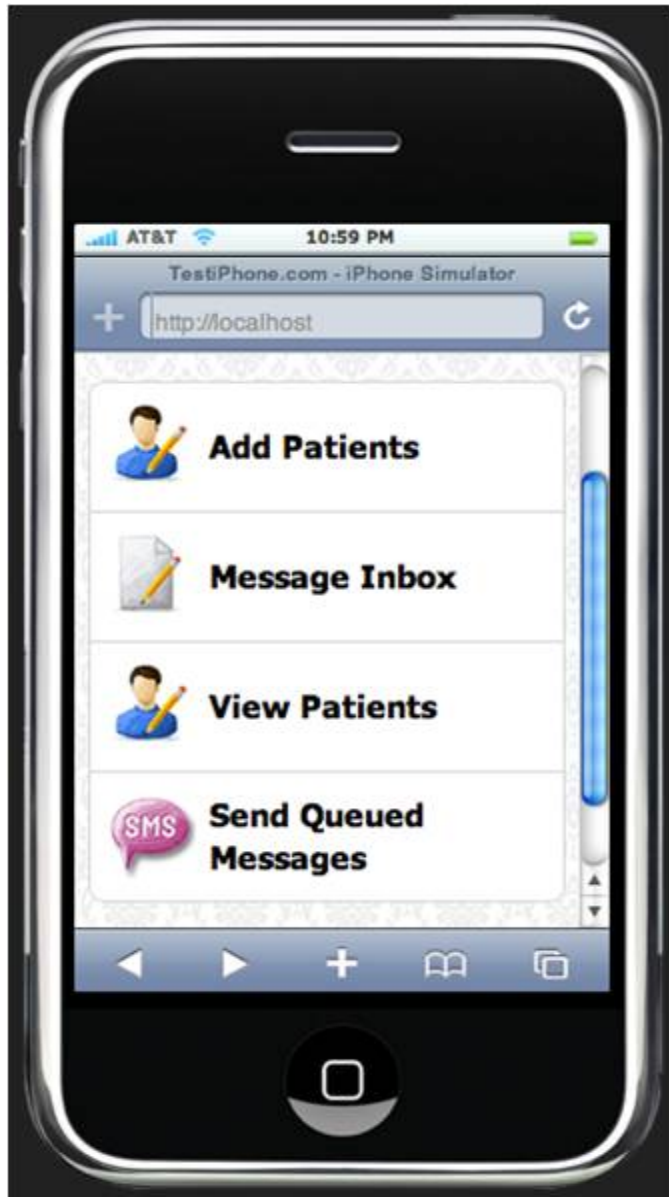 AT&T 10:59 PM
TestiPhone.com - iPhone Simulator
http://localhost
Add Patients
Message Inbox
View Patients
SMS Send Queued
Messages